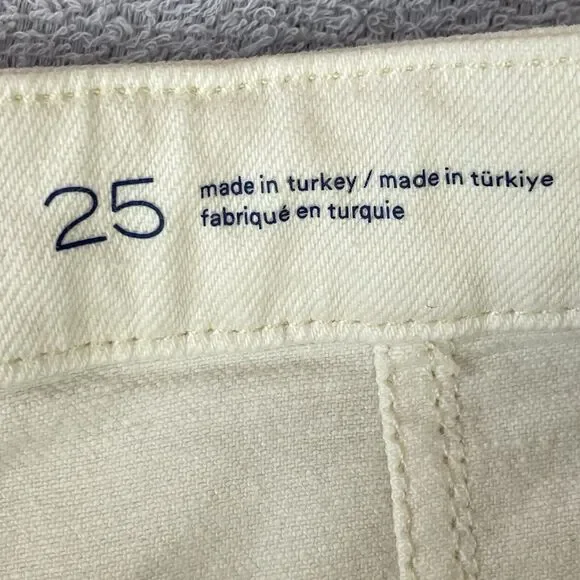 25
made in turkey / made in türkiye
fabriqué en turquie